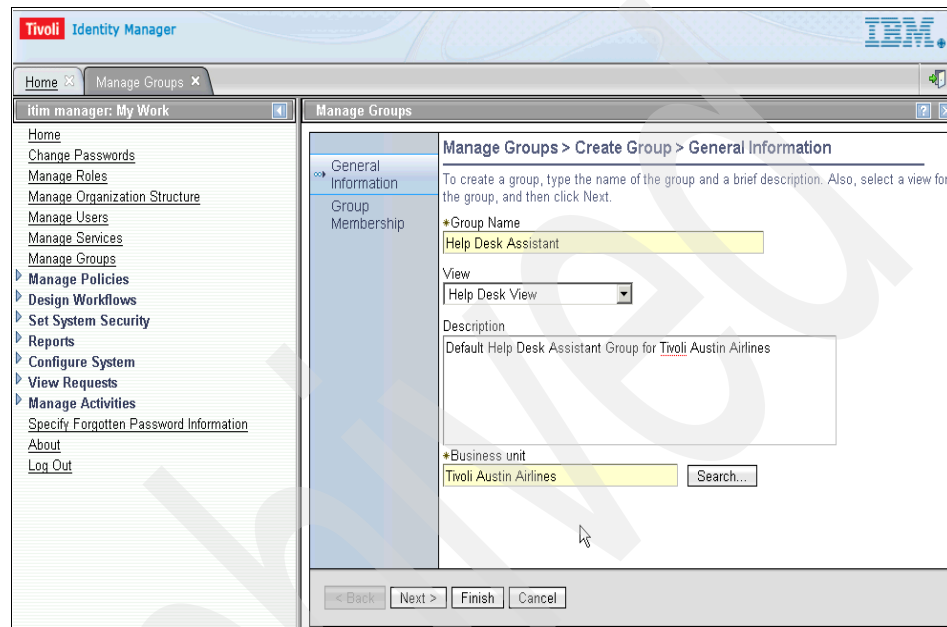 Tivoli Identity Manager
IBM.
Home
Manage Groups
itim manager: My Work
Home
Change Passwords
Manage Roles
Manage Organization Structure
Manage Users
Manage Services
Manage Groups
Manage Policies
Design Workflows
Set System Security
Reports
Configure System
View Requests
Manage Activities
Specify Forgotten Password Information
About
Log Out
Manage Groups
General
Information
Group
Membership
Manage Groups > Create Group > General Information
To create a group, type the name of the group and a brief description. Also, select a view for
the group, and then click Next.
*Group Name
Help Desk Assistant
View
Help Desk View
Description
Default Help Desk Assistant Group for Tivoli Austin Airlines
*Business unit
Tivoli Austin Airlines
Search...
< Back
Next >
Finish
Cancel